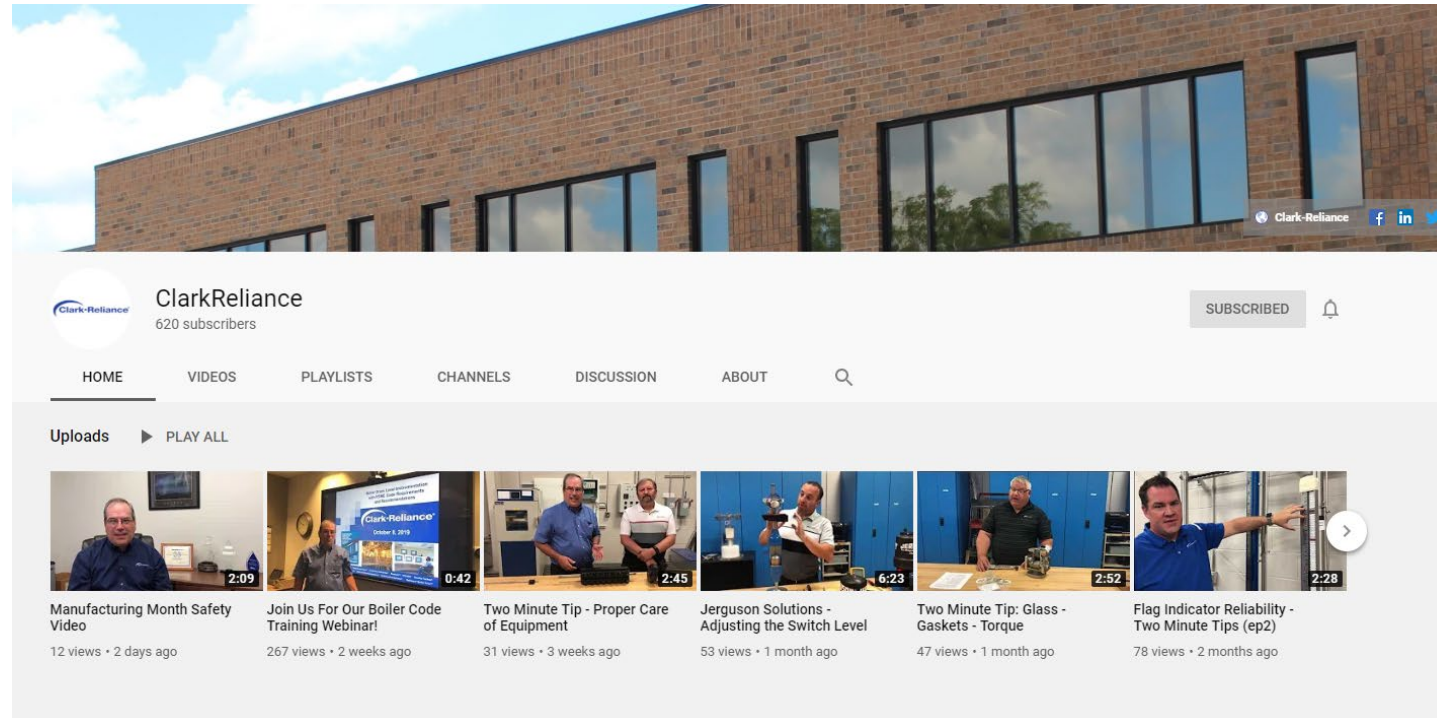 Clark-Reliance
Clark-Reliance
ClarkReliance
620 subscribers
SUBSCRIBED
HOME VIDEOS PLAYLISTS CHANNELS DISCUSSION ABOUT
Uploads PLAY ALL
Clark-Reliance
October 8, 2019
2:09 0:42 2:45 6:23 2:52 2:28
Manufacturing Month Safety
Video
12 views • 2 days ago
Join Us For Our Boiler Code
Training Webinar!
267 views • 2 weeks ago
Two Minute Tip - Proper Care
of Equipment
31 views • 3 weeks ago
Jerguson Solutions -
Adjusting the Switch Level
53 views • 1 month ago
Two Minute Tip: Glass -
Gaskets - Torque
47 views • 1 month ago
Flag Indicator Reliability -
Two Minute Tips (ep2)
78 views • 2 months ago